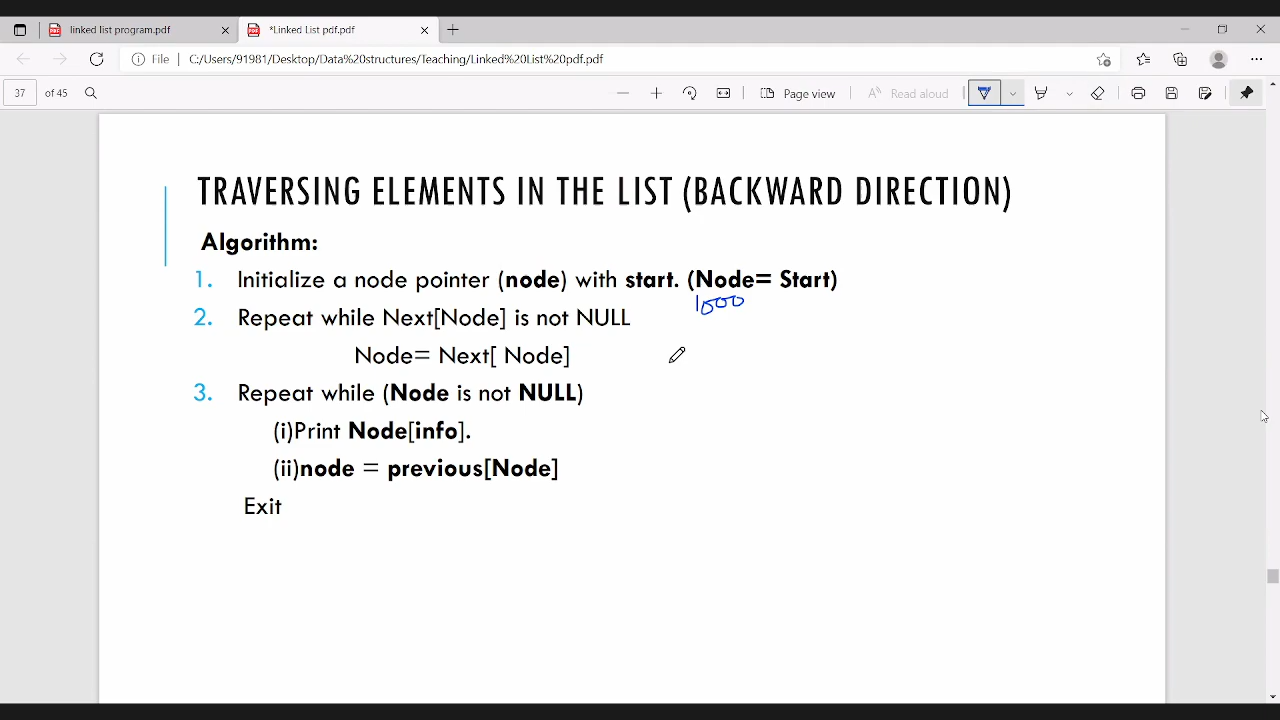 linked list program.pdf
*Linked List pdf.pdf
File
C:/Users/91981/Desktop/Data%20structures/Teaching/Linked%20List%20pdf.pdf
37 of 45
Page view
Read aloud
TRAVERSING ELEMENTS IN THE LIST (BACKWARD DIRECTION)
Algorithm:
1. Initialize a node pointer (node) with start. (Node= Start)
1000
2. Repeat while Next[Node] is not NULL
Node= Next[ Node]
3. Repeat while (Node is not NULL)
(i)Print Node[info].
(ii)node = previous[Node]
Exit